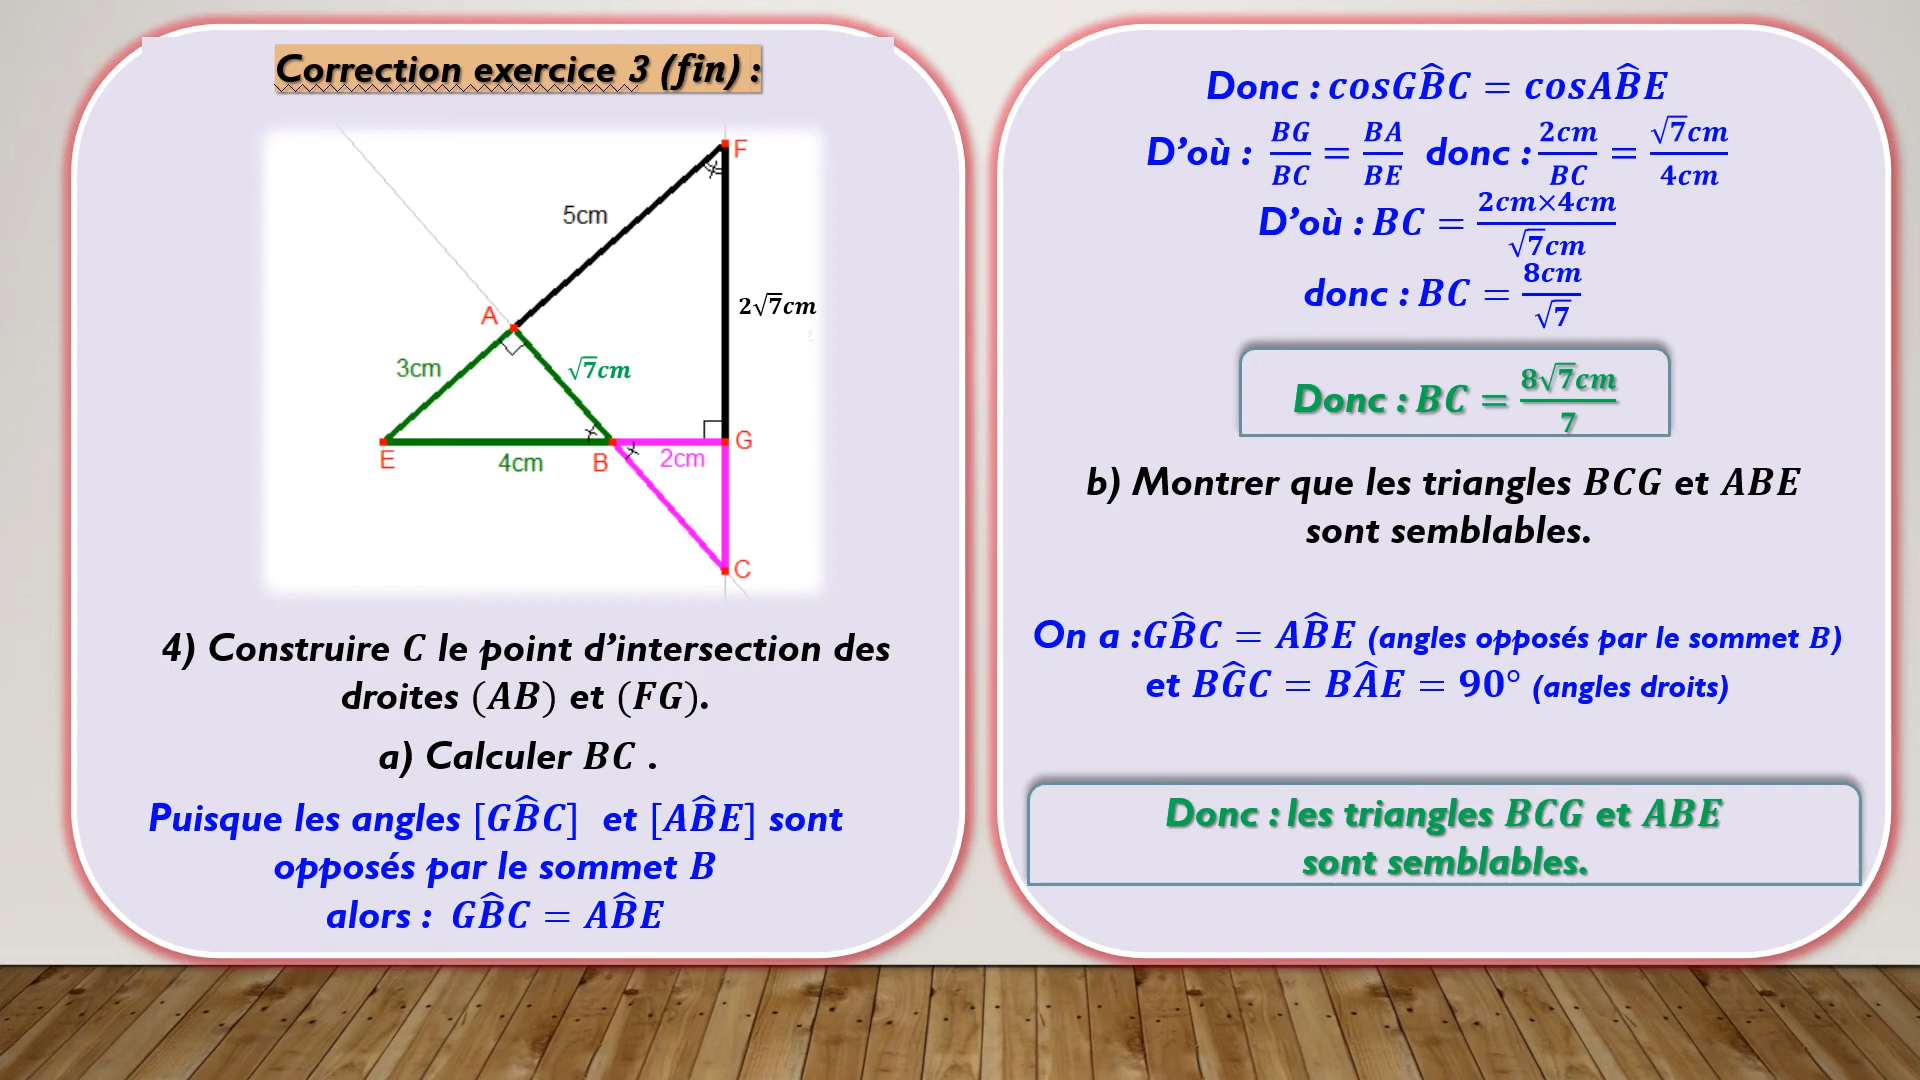 Correction exercice 3 (fin) :
F
5cm
2√7cm
A
3cm
√7cm
E
4cm
B
2cm
G
C
4) Construire C le point d’intersection des
droites (AB) et (FG).
a) Calculer BC .
Puisque les angles [GB̂C] et [AB̂E] sont
opposés par le sommet B
alors : GB̂C = AB̂E
Donc : cosGB̂C = cosAB̂E
D’où : BG/BC = BA/BE donc : 2cm/BC = √7cm/4cm
D’où : BC = 2cm×4cm/√7cm
donc : BC = 8cm/√7
Donc : BC = 8√7cm/7
b) Montrer que les triangles BCG et ABE
sont semblables.
On a :GB̂C = AB̂E (angles opposés par le sommet B)
et BĜC = BÂE = 90° (angles droits)
Donc : les triangles BCG et ABE
sont semblables.